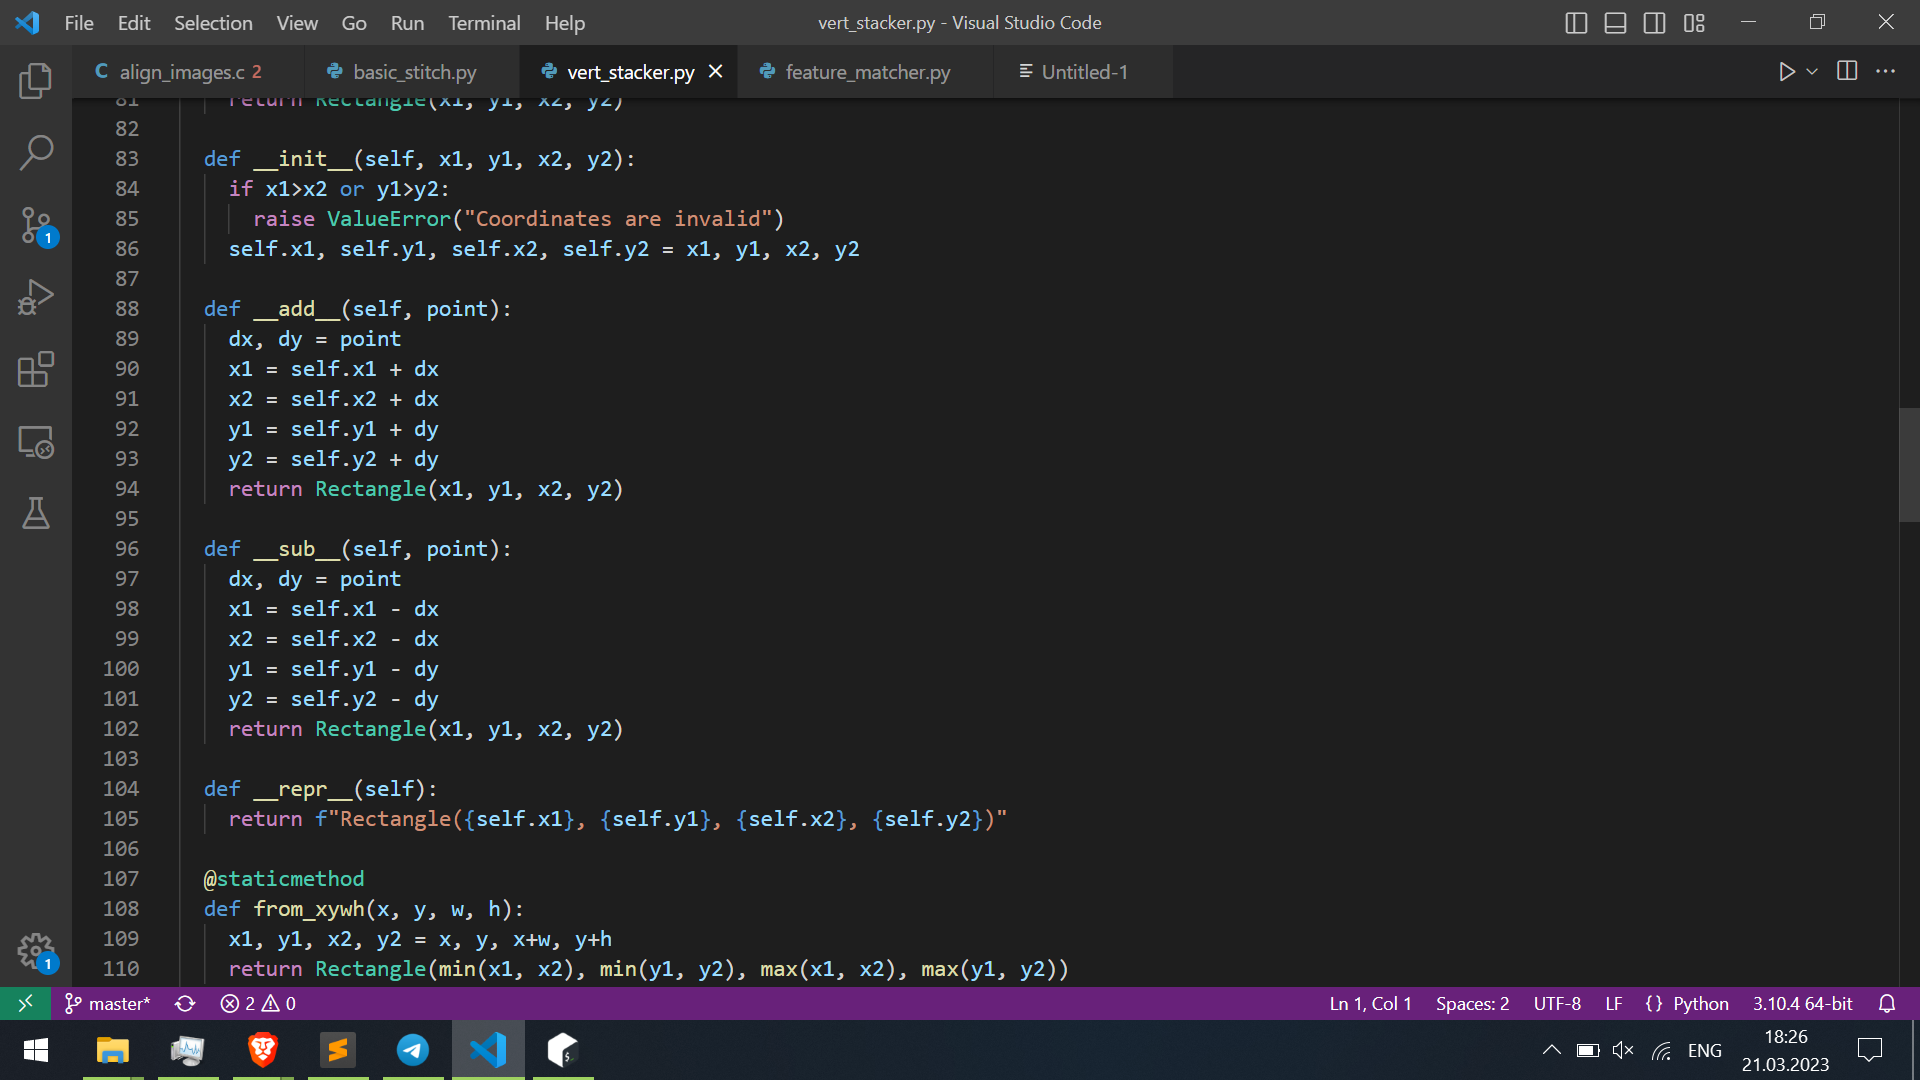 File Edit Selection View Go Run Terminal Help
vert_stacker.py - Visual Studio Code
C align_images.c 2
basic_stitch.py
vert_stacker.py
feature_matcher.py
Untitled-1
81 return Rectangle(x1, y1, x2, y2)
82
83 def __init__(self, x1, y1, x2, y2):
84 if x1>x2 or y1>y2:
85 raise ValueError("Coordinates are invalid")
86 self.x1, self.y1, self.x2, self.y2 = x1, y1, x2, y2
87
88 def __add__(self, point):
89 dx, dy = point
90 x1 = self.x1 + dx
91 x2 = self.x2 + dx
92 y1 = self.y1 + dy
93 y2 = self.y2 + dy
94 return Rectangle(x1, y1, x2, y2)
95
96 def __sub__(self, point):
97 dx, dy = point
98 x1 = self.x1 - dx
99 x2 = self.x2 - dx
100 y1 = self.y1 - dy
101 y2 = self.y2 - dy
102 return Rectangle(x1, y1, x2, y2)
103
104 def __repr__(self):
105 return f"Rectangle({self.x1}, {self.y1}, {self.x2}, {self.y2})"
106
107 @staticmethod
108 def from_xywh(x, y, w, h):
109 x1, y1, x2, y2 = x, y, x+w, y+h
110 return Rectangle(min(x1, x2), min(y1, y2), max(x1, x2), max(y1, y2))
1
1
master* 2 0
Ln 1, Col 1 Spaces: 2 UTF-8 LF {} Python 3.10.4 64-bit
ENG
18:26
21.03.2023